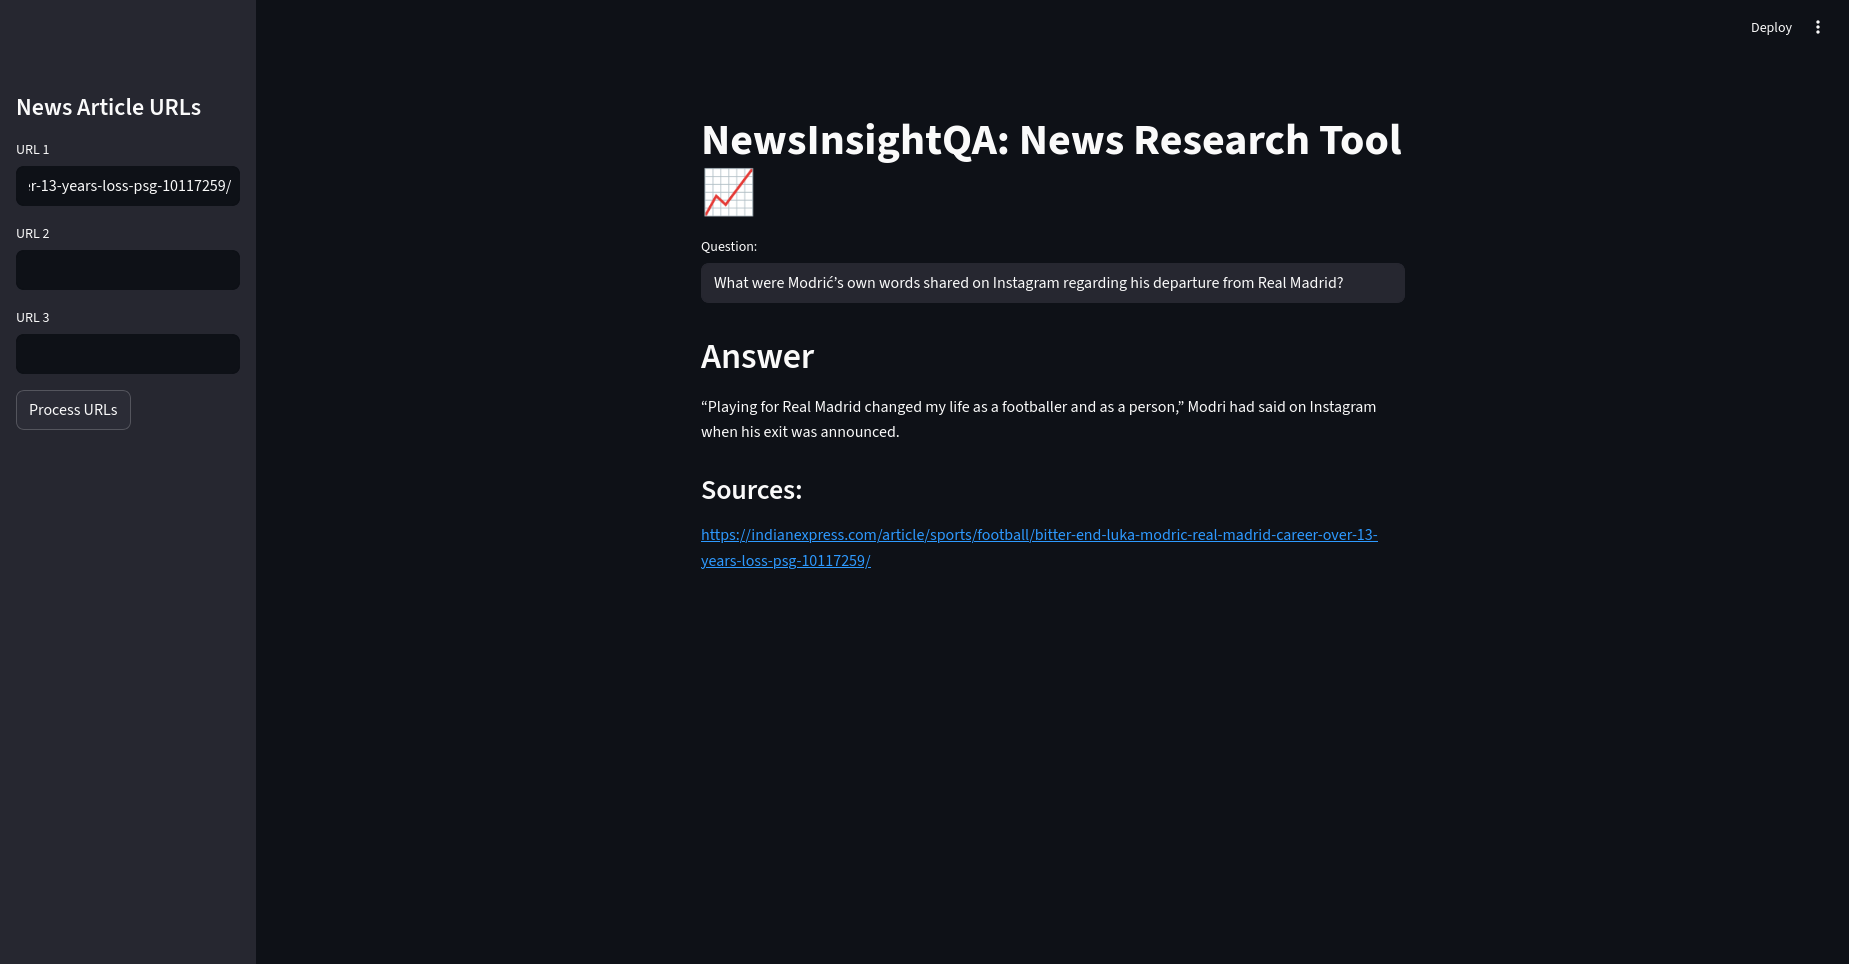 Deploy
News Article URLs
URL 1
r-13-years-loss-psg-10117259/
URL 2
URL 3
Process URLs
NewsInsightQA: News Research Tool
Question:
What were Modrić’s own words shared on Instagram regarding his departure from Real Madrid?
Answer
“Playing for Real Madrid changed my life as a footballer and as a person,” Modri had said on Instagram
when his exit was announced.
Sources:
https://indianexpress.com/article/sports/football/bitter-end-luka-modric-real-madrid-career-over-13-
years-loss-psg-10117259/